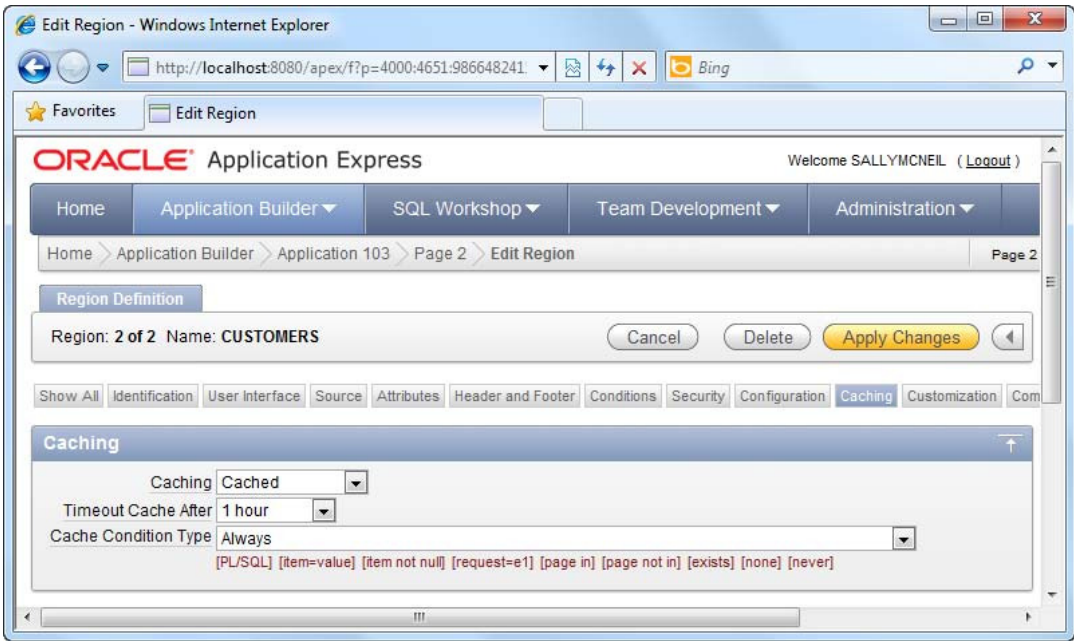 Edit Region - Windows Internet Explorer
http://localhost:8080/apex/f?p=4000:4651:986648241 Bing
Favorites Edit Region
ORACLE Application Express Welcome SALLYMCNEIL ( Logout )
Home Application Builder SQL Workshop Team Development Administration
Home Application Builder Application 103 Page 2 Edit Region Page 2
Region Definition
Region: 2 of 2 Name: CUSTOMERS Cancel Delete Apply Changes
Show All Identification User Interface Source Attributes Header and Footer Conditions Security Configuration Caching Customization Com
Caching
Caching Cached
Timeout Cache After 1 hour
Cache Condition Type Always
[PL/SQL] [item=value] [item not null] [request=e1] [page in] [page not in] [exists] [none] [never]